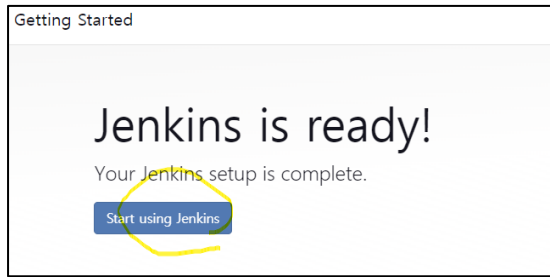 Getting Started
Jenkins is ready!
Your Jenkins setup is complete.
Start using Jenkins